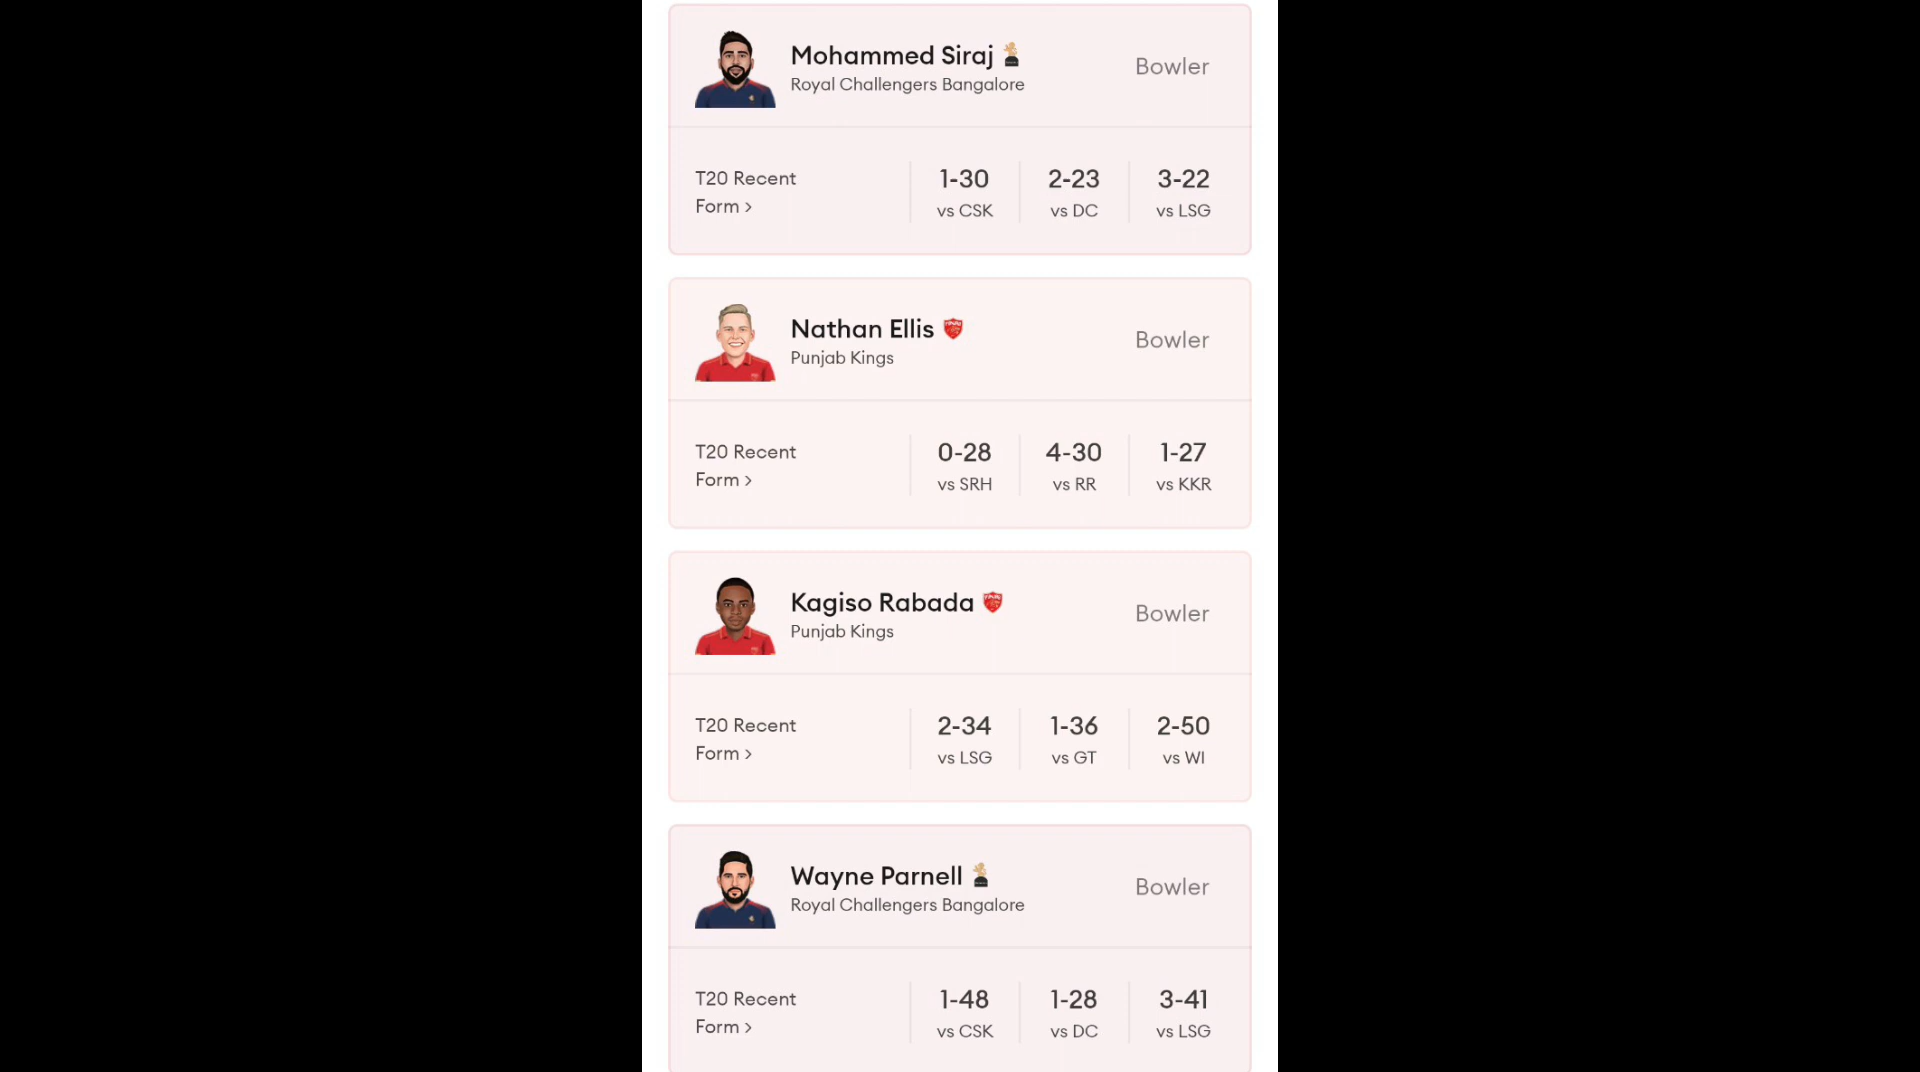 Mohammed Siraj
Royal Challengers Bangalore
Bowler
T20 Recent
Form >
1-30
vs CSK
2-23
vs DC
3-22
vs LSG
Nathan Ellis
Punjab Kings
Bowler
T20 Recent
Form >
0-28
vs SRH
4-30
vs RR
1-27
vs KKR
Kagiso Rabada
Punjab Kings
Bowler
T20 Recent
Form >
2-34
vs LSG
1-36
vs GT
2-50
vs WI
Wayne Parnell
Royal Challengers Bangalore
Bowler
T20 Recent
Form >
1-48
vs CSK
1-28
vs DC
3-41
vs LSG